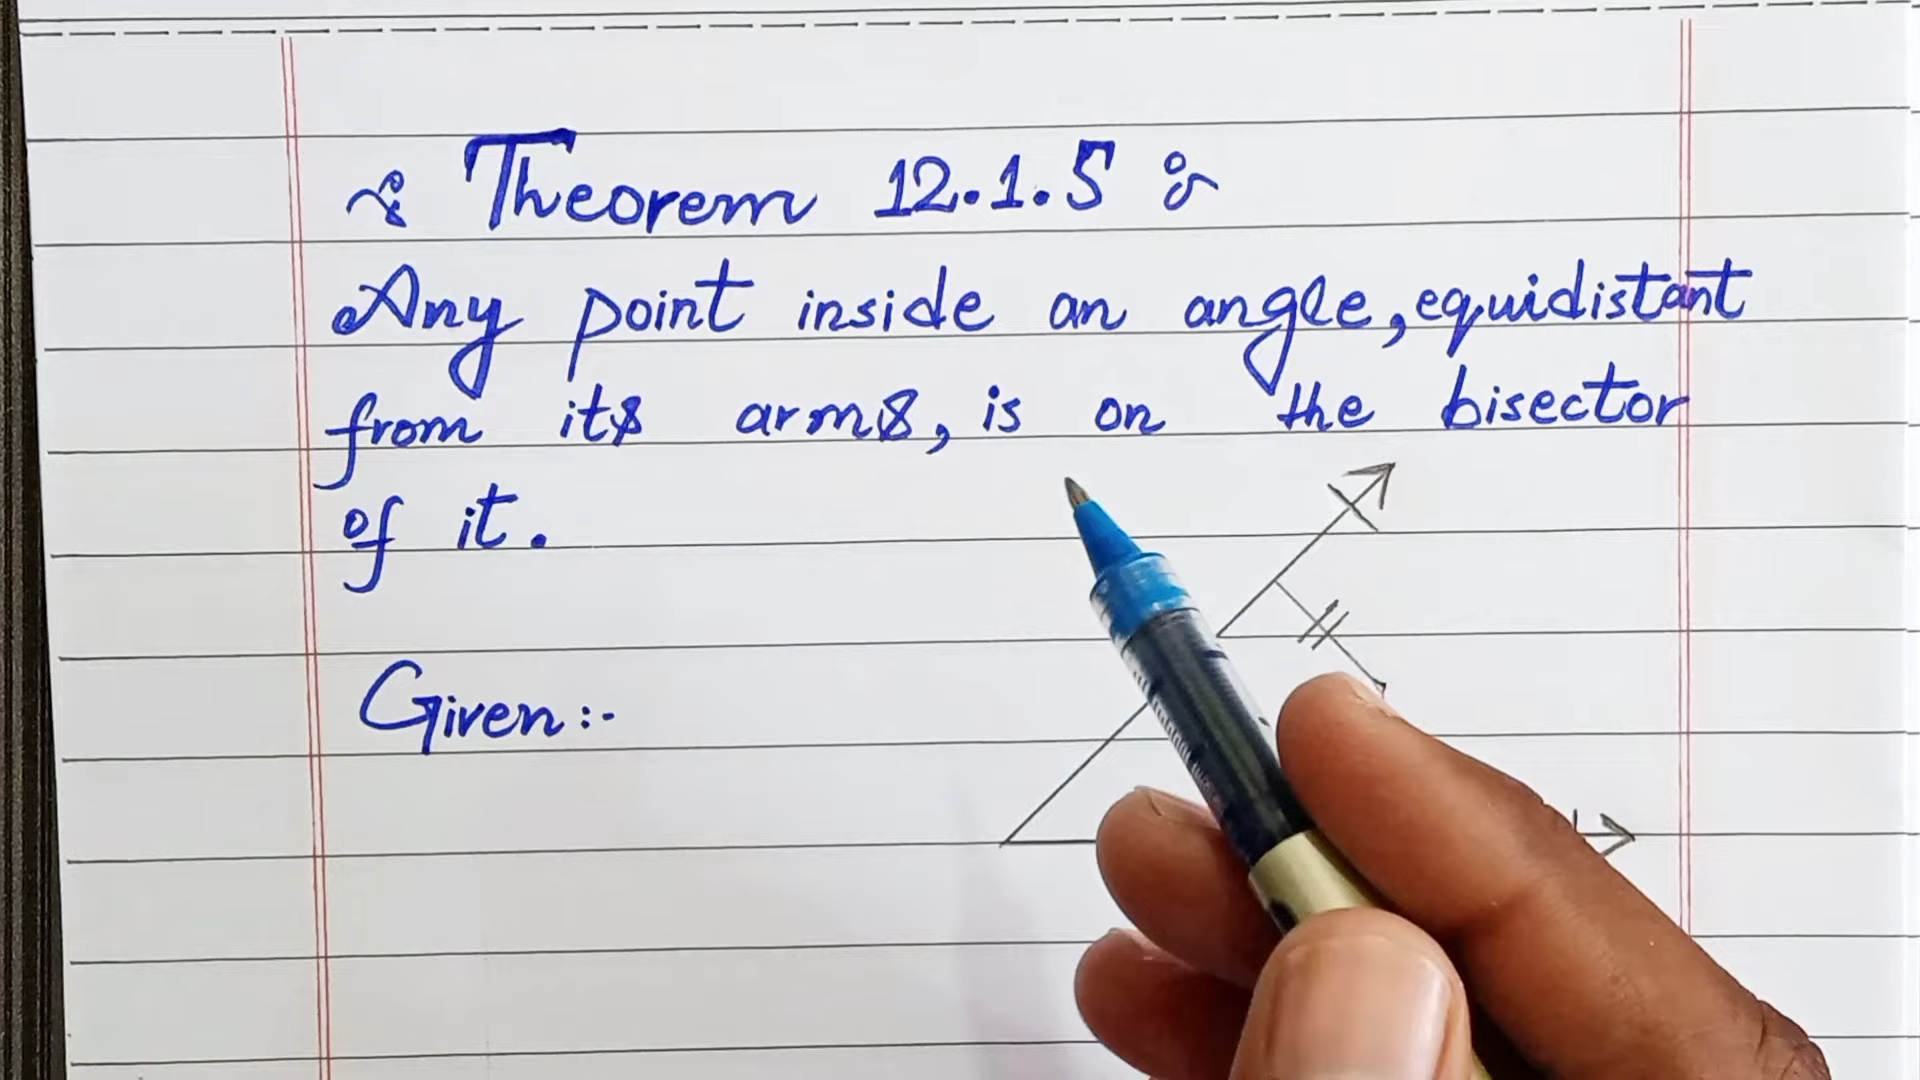 Theorem 12.1.5
Any point inside an angle, equidistant
from its arms, is on the bisector
of it.
Given:-